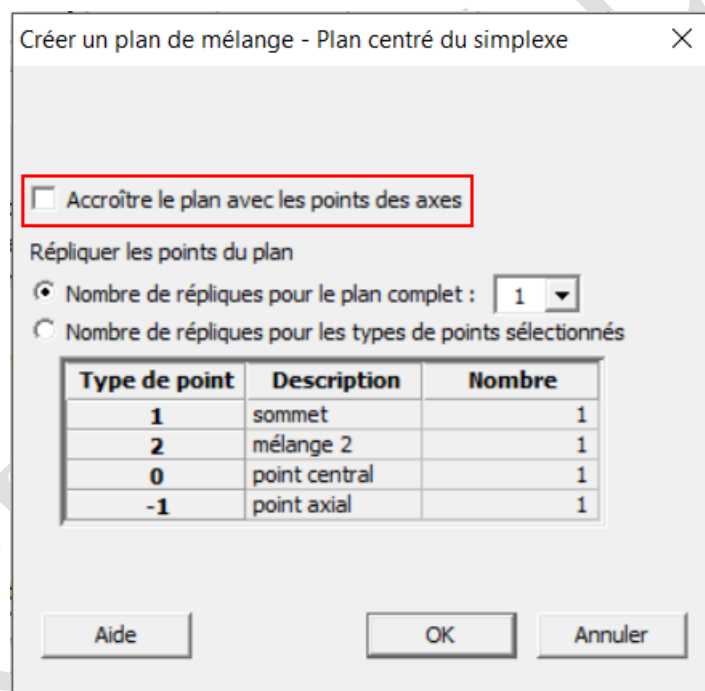 Créer un plan de mélange - Plan centré du simplexe
Accroître le plan avec les points des axes
Répliquer les points du plan
Nombre de répliques pour le plan complet : 1
Nombre de répliques pour les types de points sélectionnés
Type de point Description Nombre
1 sommet 1
2 mélange 2 1
0 point central 1
-1 point axial 1
Aide OK Annuler